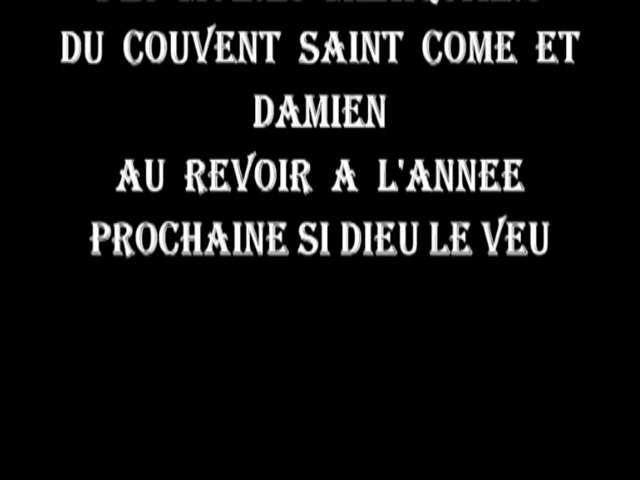 DU COUVENT SAINT COME ET
DAMIEN
AU REVOIR A L'ANNEE
PROCHAINE SI DIEU LE VEU